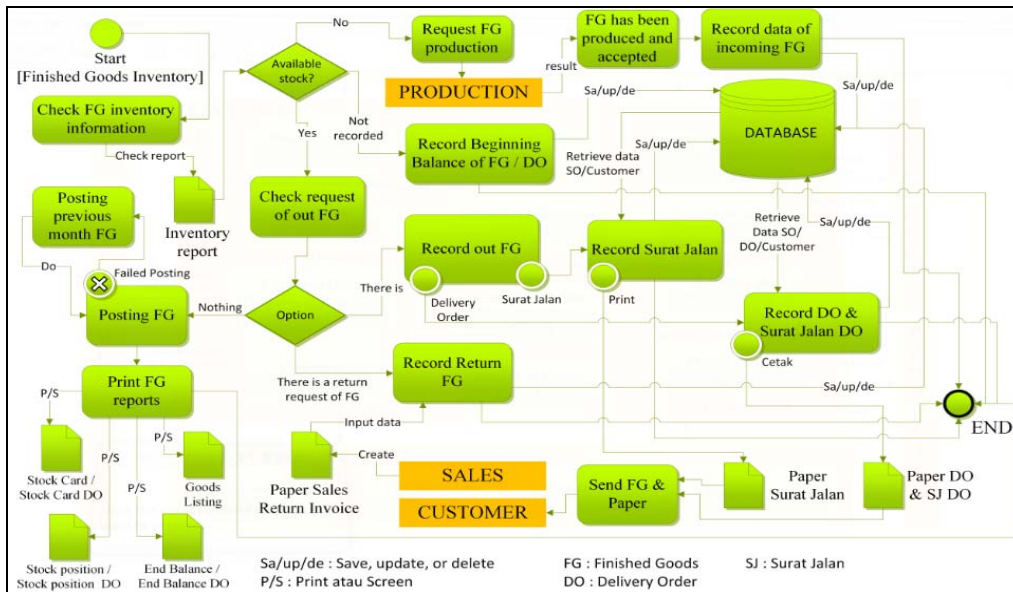 Start
[Finished Goods Inventory]
Check FG inventory
information
Check report
Inventory
report
Available
stock?
No
Request FG
production
PRODUCTION
result
FG has been
produced and
accepted
Record data of
incoming FG
Sa/up/de
Sa/up/de
Sa/up/de
DATABASE
Not
recorded
Yes
Record Beginning
Balance of FG / DO
Retrieve data
SO/Customer
Check request
of out FG
Posting
previous
month FG
Do
Failed Posting
Posting FG
Nothing
Option
There is
Record out FG
Delivery
Order
Surat Jalan
Record Surat Jalan
Print
Retrieve
Data SO/
DO/Customer
Sa/up/de
Record DO &
Surat Jalan DO
Cetak
There is a return
request of FG
Record Return
FG
Sa/up/de
END
Print FG
reports
P/S
P/S
P/S
P/S
Stock Card /
Stock Card DO
Goods
Listing
Stock position /
Stock position DO
End Balance /
End Balance DO
Input data
Create
Paper Sales
Return Invoice
SALES
CUSTOMER
Send FG &
Paper
Paper
Surat Jalan
Paper DO
& SJ DO
Sa/up/de : Save, update, or delete
P/S : Print atau Screen
FG : Finished Goods
DO : Delivery Order
SJ : Surat Jalan